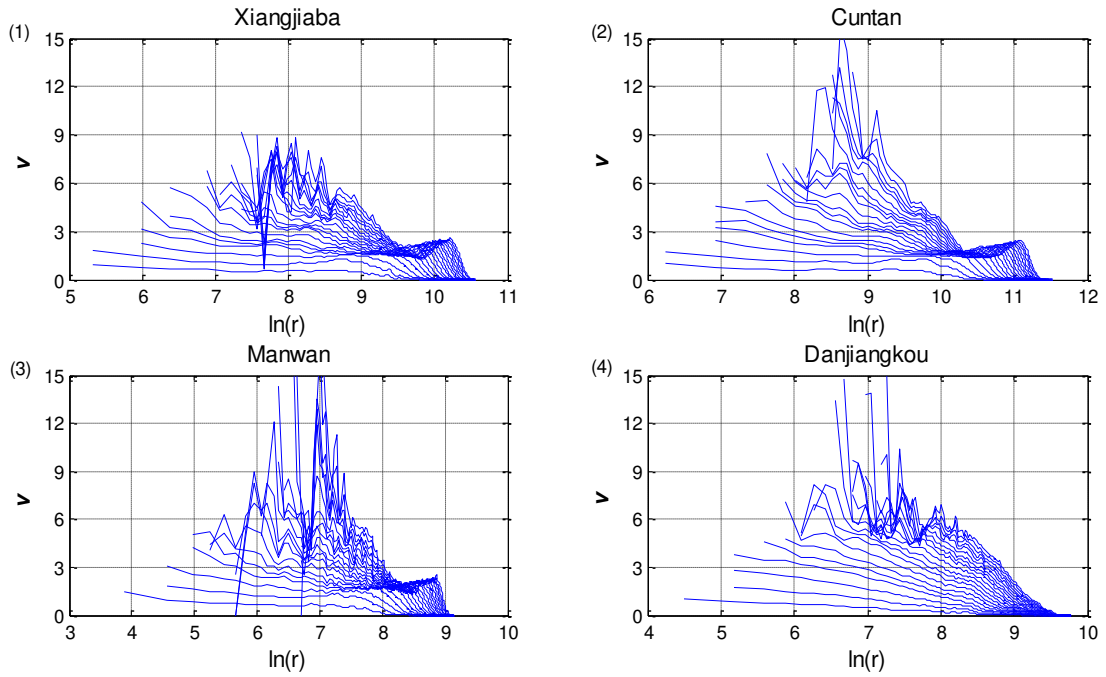 (1) Xiangjiaba
15
12
9
6
3
0
v
5 6 7 8 9 10 11
ln(r)
(2) Cuntan
15
12
9
6
3
0
v
6 7 8 9 10 11 12
ln(r)
(3) Manwan
15
12
9
6
3
0
v
3 4 5 6 7 8 9 10
ln(r)
(4) Danjiangkou
15
12
9
6
3
0
v
4 5 6 7 8 9 10
ln(r)